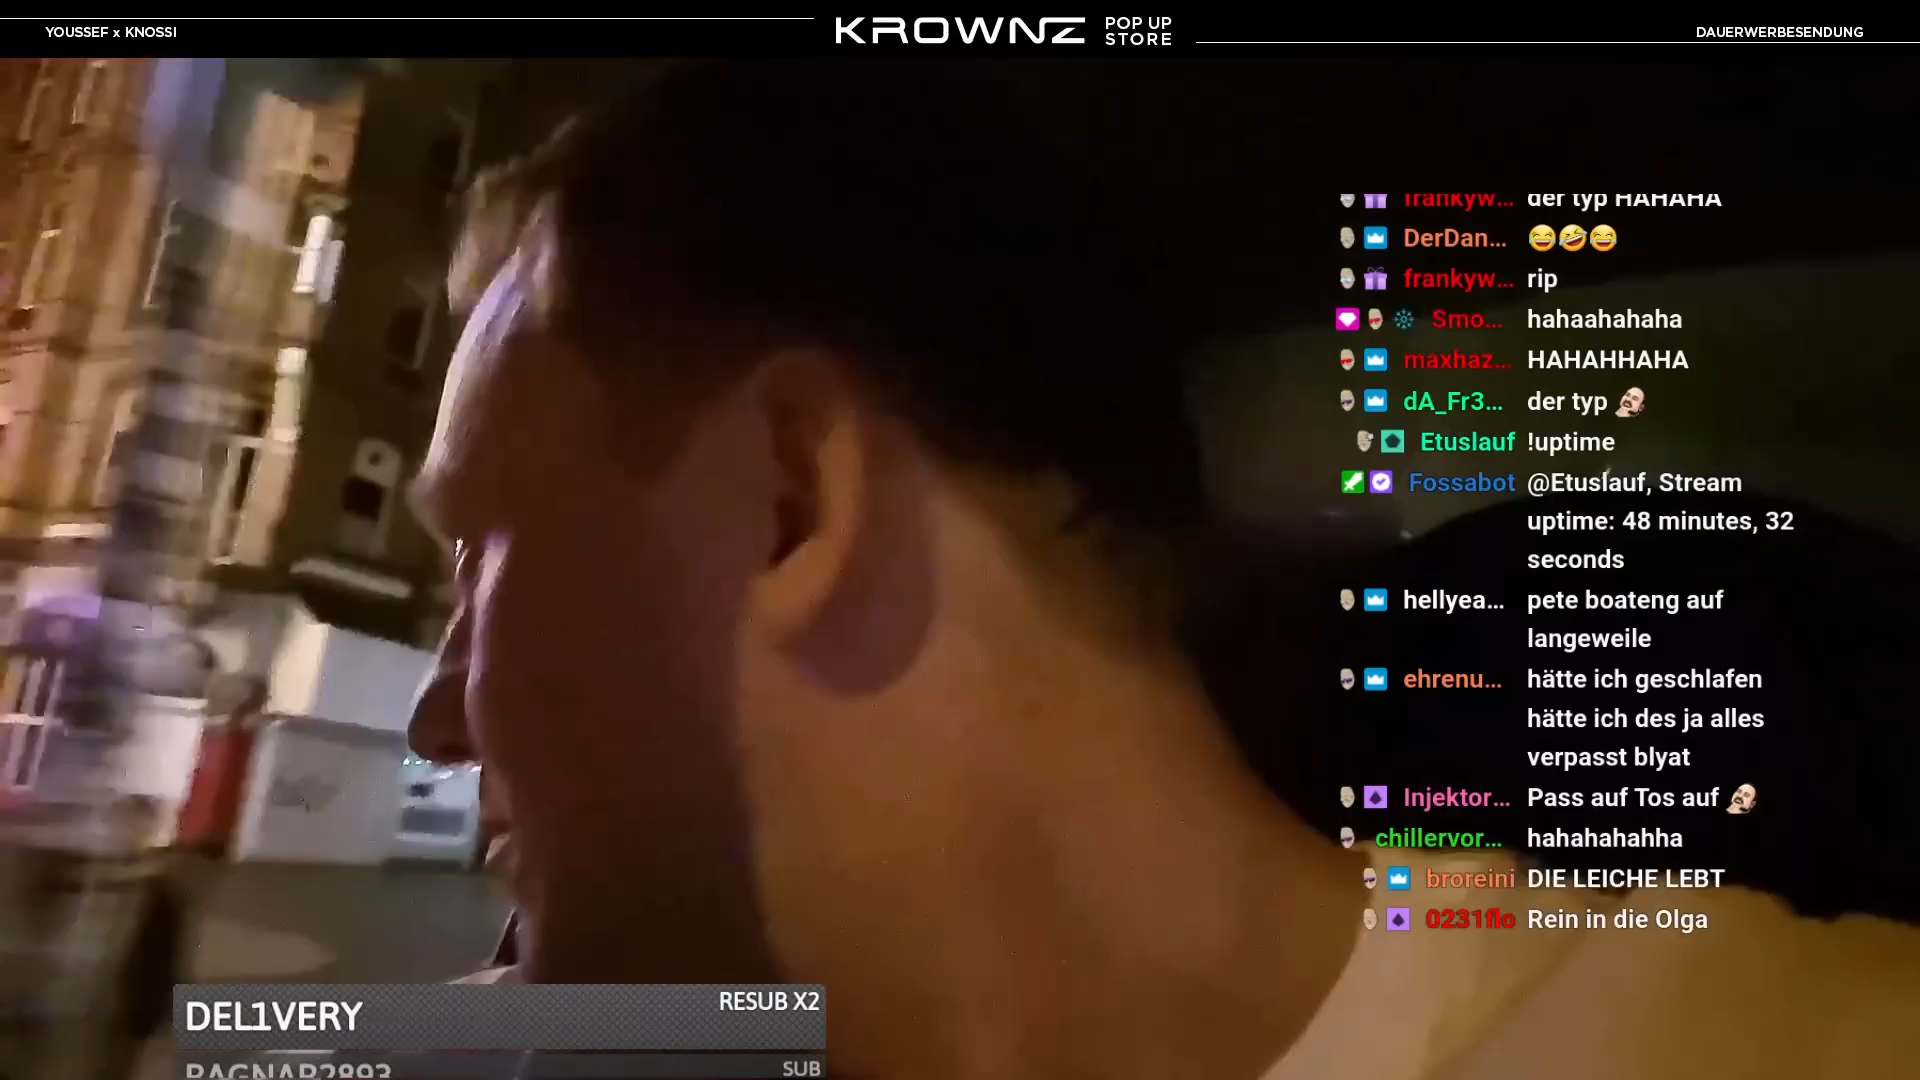 YOUSSEF x KNOSSI
KROWNZ POP UP STORE
DAUERWERBESENDUNG
frankyw... der typ HAHAHA
DerDan... 😂🤣😂
frankyw... rip
Smo... hahaahahaha
maxhaz... HAHAHHAHA
dA_Fr3... der typ
Etuslauf !uptime
Fossabot @Etuslauf, Stream
uptime: 48 minutes, 32
seconds
hellyea... pete boateng auf
langeweile
ehrenu... hätte ich geschlafen
hätte ich des ja alles
verpasst blyat
Injektor... Pass auf Tos auf
chillervor... hahahahahha
broreini DIE LEICHE LEBT
0231flo Rein in die Olga
DEL1VERY RESUB X2
RAGNAR2893 SUB